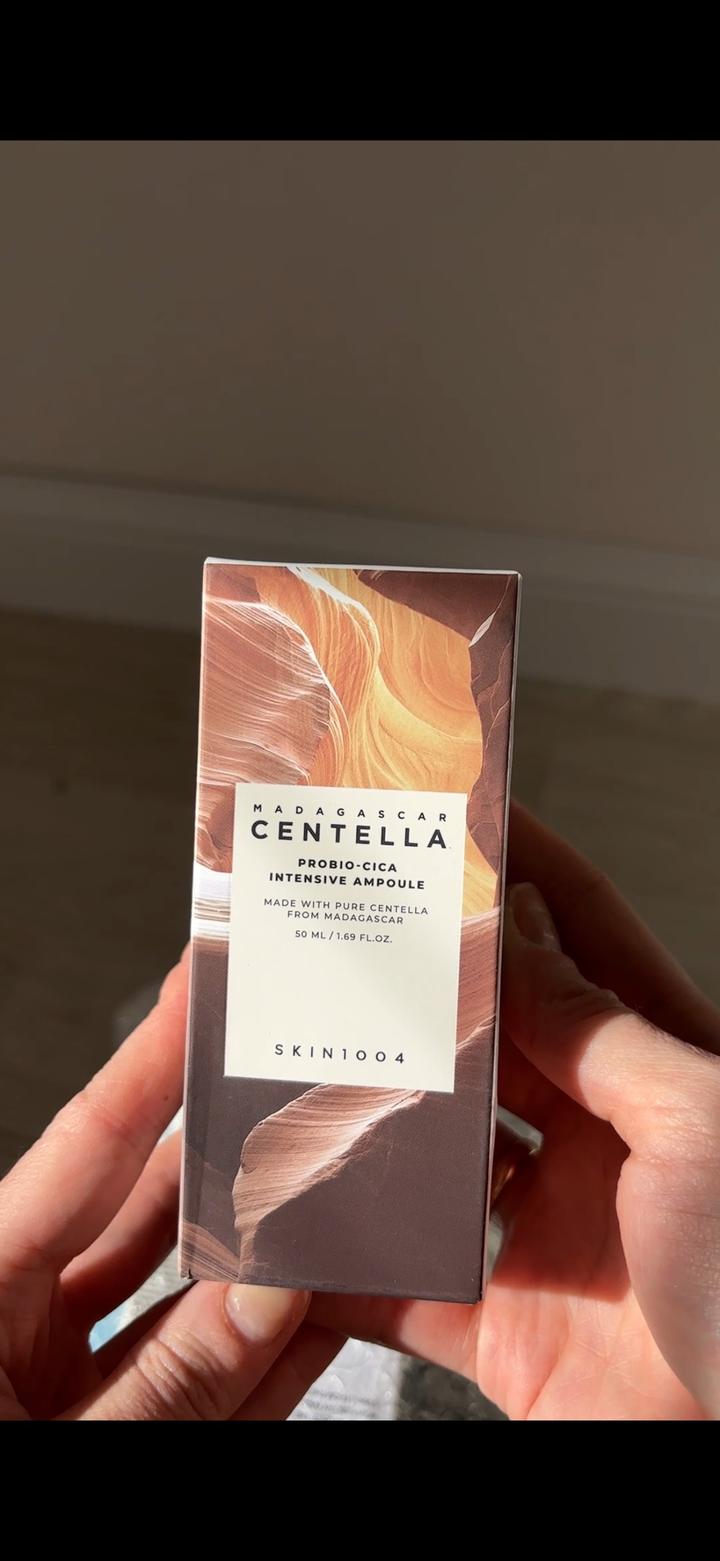 MADAGASCAR
CENTELLA
PROBIO-CICA
INTENSIVE AMPOULE
MADE WITH PURE CENTELLA
FROM MADAGASCAR
50 ML / 1.69 FL.OZ.
SKIN1004